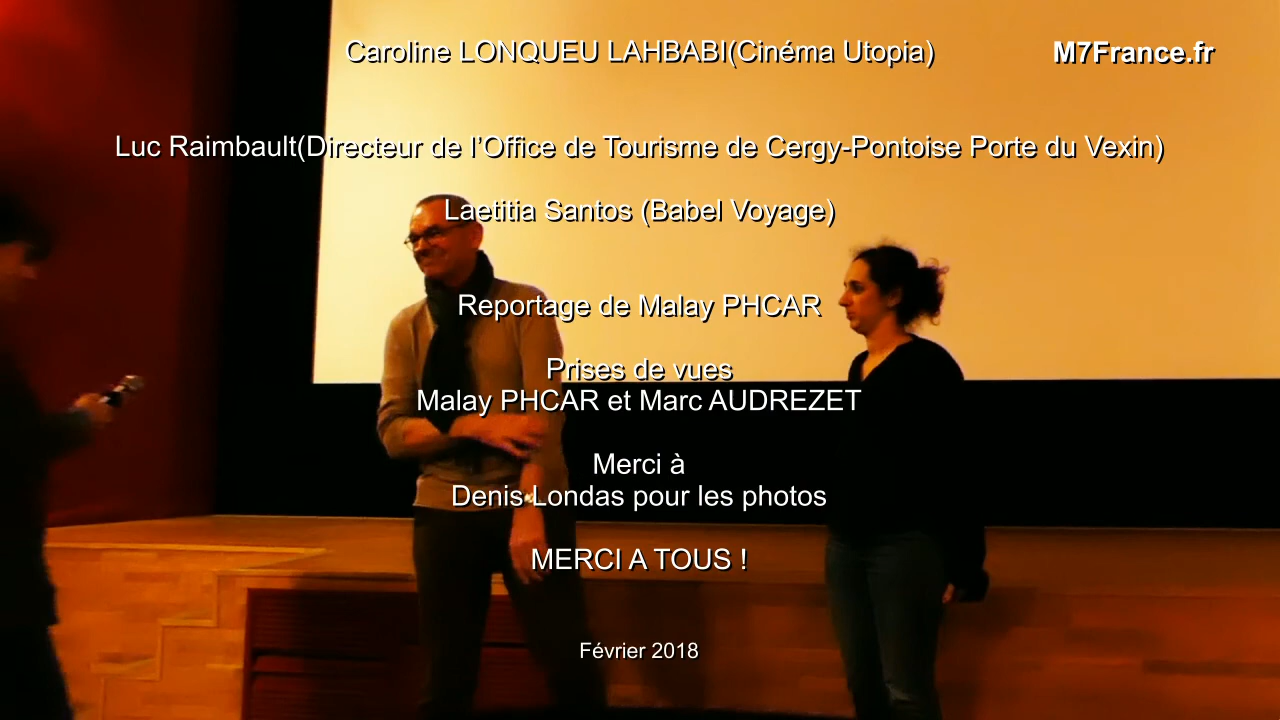 Caroline LONQUEU LAHBABI(Cinéma Utopia)
M7France.fr
Luc Raimbault(Directeur de l'Office de Tourisme de Cergy-Pontoise Porte du Vexin)
Laetitia Santos (Babel Voyage)
Reportage de Malay PHCAR
Prises de vues
Malay PHCAR et Marc AUDREZET
Merci à
Denis Londas pour les photos
MERCI A TOUS !
Février 2018